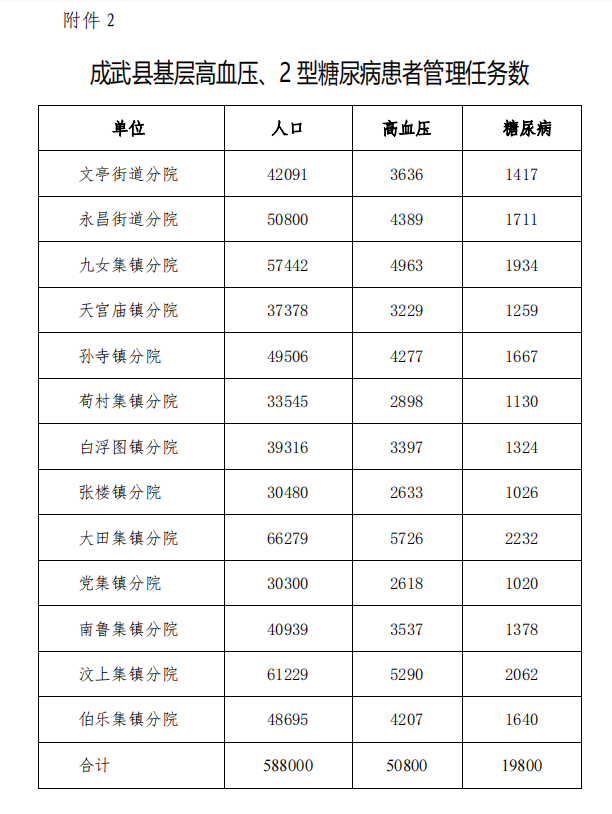 附件 2
成武县基层高血压、2 型糖尿病患者管理任务数
单位 人口 高血压 糖尿病
文亭街道分院 42091 3636 1417
永昌街道分院 50800 4389 1711
九女集镇分院 57442 4963 1934
天宫庙镇分院 37378 3229 1259
孙寺镇分院 49506 4277 1667
苟村集镇分院 33545 2898 1130
白浮图镇分院 39316 3397 1324
张楼镇分院 30480 2633 1026
大田集镇分院 66279 5726 2232
党集镇分院 30300 2618 1020
南鲁集镇分院 40939 3537 1378
汶上集镇分院 61229 5290 2062
伯乐集镇分院 48695 4207 1640
合计 588000 50800 19800